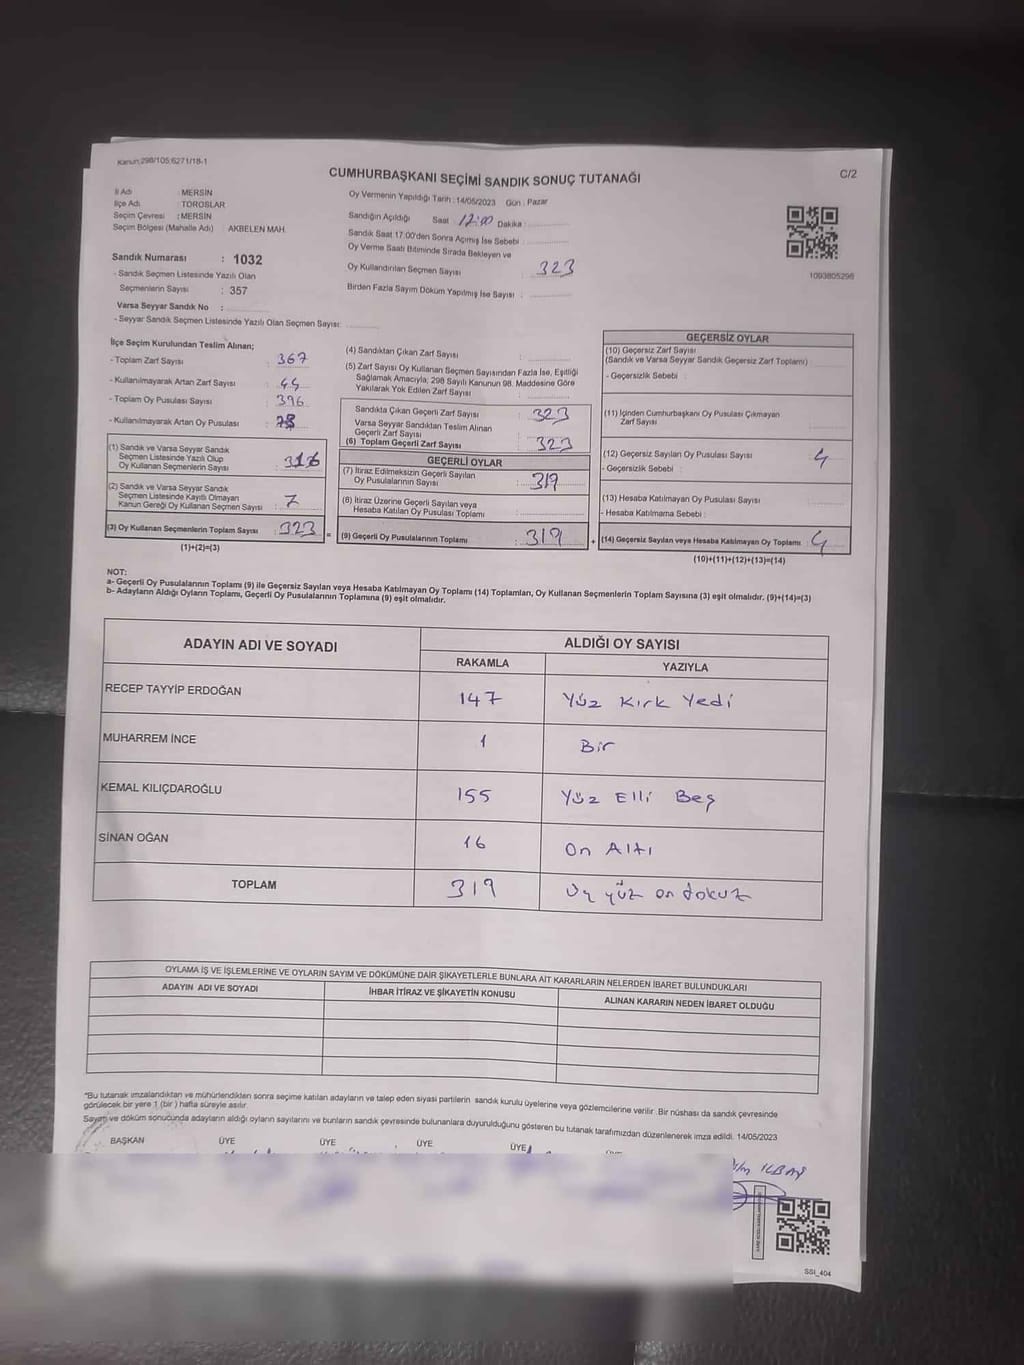 Kanun:298/105;6271/18-1
CUMHURBAŞKANI SEÇİMİ SANDIK SONUÇ TUTANAĞI
C/2
İl Adı : MERSİN
İlçe Adı : TOROSLAR
Seçim Çevresi : MERSİN
Seçim Bölgesi (Mahalle Adı) : AKBELEN MAH.
Sandık Numarası : 1032
- Sandık Seçmen Listesinde Yazılı Olan
Seçmenlerin Sayısı : 357
Varsa Seyyar Sandık No :
- Seyyar Sandık Seçmen Listesinde Yazılı Olan Seçmen Sayısı:
Oy Vermenin Yapıldığı Tarih : 14/05/2023 Gün : Pazar
Sandığın Açıldığı Saat : 17:00 Dakika :
Sandık Saat 17:00'den Sonra Açımış İse Sebebi :
Oy Verme Saati Bitiminde Sırada Bekleyen ve
Oy Kullandırılan Seçmen Sayısı : 323
Birden Fazla Sayım Döküm Yapılmış İse Sayısı :
1093805296
İlçe Seçim Kurulundan Teslim Alınan;
- Toplam Zarf Sayısı : 367
- Kullanılmayarak Artan Zarf Sayısı : 44
- Toplam Oy Pusulası Sayısı : 396
- Kullanılmayarak Artan Oy Pusulası :
(1) Sandık ve Varsa Seyyar Sandık
Seçmen Listesinde Yazılı Olup
Oy Kullanan Seçmenlerin Sayısı : 316
(2) Sandık ve Varsa Seyyar Sandık
Seçmen Listesinde Kayıtlı Olmayan
Kanun Gereği Oy Kullanan Seçmen Sayısı : 7
(3) Oy Kullanan Seçmenlerin Toplam Sayısı : 323
(1)+(2)=(3)
(4) Sandıktan Çıkan Zarf Sayısı :
(5) Zarf Sayısı Oy Kullanan Seçmen Sayısından Fazla İse, Eşitliği
Sağlamak Amacıyla; 298 Sayılı Kanunun 98. Maddesine Göre
Yakılarak Yok Edilen Zarf Sayısı :
Sandıkta Çıkan Geçerli Zarf Sayısı : 323
Varsa Seyyar Sandıktan Teslim Alınan
Geçerli Zarf Sayısı :
(6) Toplam Geçerli Zarf Sayısı : 323
GEÇERLİ OYLAR
(7) İtiraz Edilmeksizin Geçerli Sayılan
Oy Pusulalarının Sayısı : 319
(8) İtiraz Üzerine Geçerli Sayılan veya
Hesaba Katılan Oy Pusulası Toplamı :
= (9) Geçerli Oy Pusulalarının Toplamı : 319
GEÇERSİZ OYLAR
(10) Geçersiz Zarf Sayısı
(Sandık ve Varsa Seyyar Sandık Geçersiz Zarf Toplamı) :
- Geçersizlik Sebebi :
(11) İçinden Cumhurbaşkanı Oy Pusulası Çıkmayan
Zarf Sayısı :
(12) Geçersiz Sayılan Oy Pusulası Sayısı : 4
- Geçersizlik Sebebi :
(13) Hesaba Katılmayan Oy Pusulası Sayısı :
- Hesaba Katılmama Sebebi :
+ (14) Geçersiz Sayılan veya Hesaba Katılmayan Oy Toplamı : 4
(10)+(11)+(12)+(13)=(14)
NOT:
a- Geçerli Oy Pusulalarının Toplamı (9) ile Geçersiz Sayılan veya Hesaba Katılmayan Oy Toplamı (14) Toplamları, Oy Kullanan Seçmenlerin Toplam Sayısına (3) eşit olmalıdır. (9)+(14)=(3)
b- Adayların Aldığı Oyların Toplamı, Geçerli Oy Pusulalarının Toplamına (9) eşit olmalıdır.
ADAYIN ADI VE SOYADI ALDIĞI OY SAYISI
RAKAMLA YAZIYLA
RECEP TAYYİP ERDOĞAN 147 Yüz Kırk Yedi
MUHARREM İNCE 1 Bir
KEMAL KILIÇDAROĞLU 155 Yüz Elli Beş
SİNAN OĞAN 16 On Altı
TOPLAM 319 Üç yüz on dokuz
OYLAMA İŞ VE İŞLEMLERİNE VE OYLARIN SAYIM VE DÖKÜMÜNE DAİR ŞİKAYETLERLE BUNLARA AİT KARARLARIN NELERDEN İBARET BULUNDUKLARI
ADAYIN ADI VE SOYADI İHBAR İTİRAZ VE ŞİKAYETİN KONUSU ALINAN KARARIN NEDEN İBARET OLDUĞU
*Bu tutanak imzalandıktan ve mühürlendikten sonra seçime katılan adayların ve talep eden siyasi partilerin sandık kurulu üyelerine veya gözlemcilerine verilir. Bir nüshası da sandık çevresinde
görülecek bir yere 1 (bir ) hafta süreyle asılır.
Sayım ve döküm sonucunda adayların aldığı oyların sayılarını ve bunların sandık çevresinde bulunanlara duyurulduğunu gösteren bu tutanak tarafımızdan düzenlenerek imza edildi. 14/05/2023
BAŞKAN ÜYE ÜYE ÜYE ÜYE
SSI_404